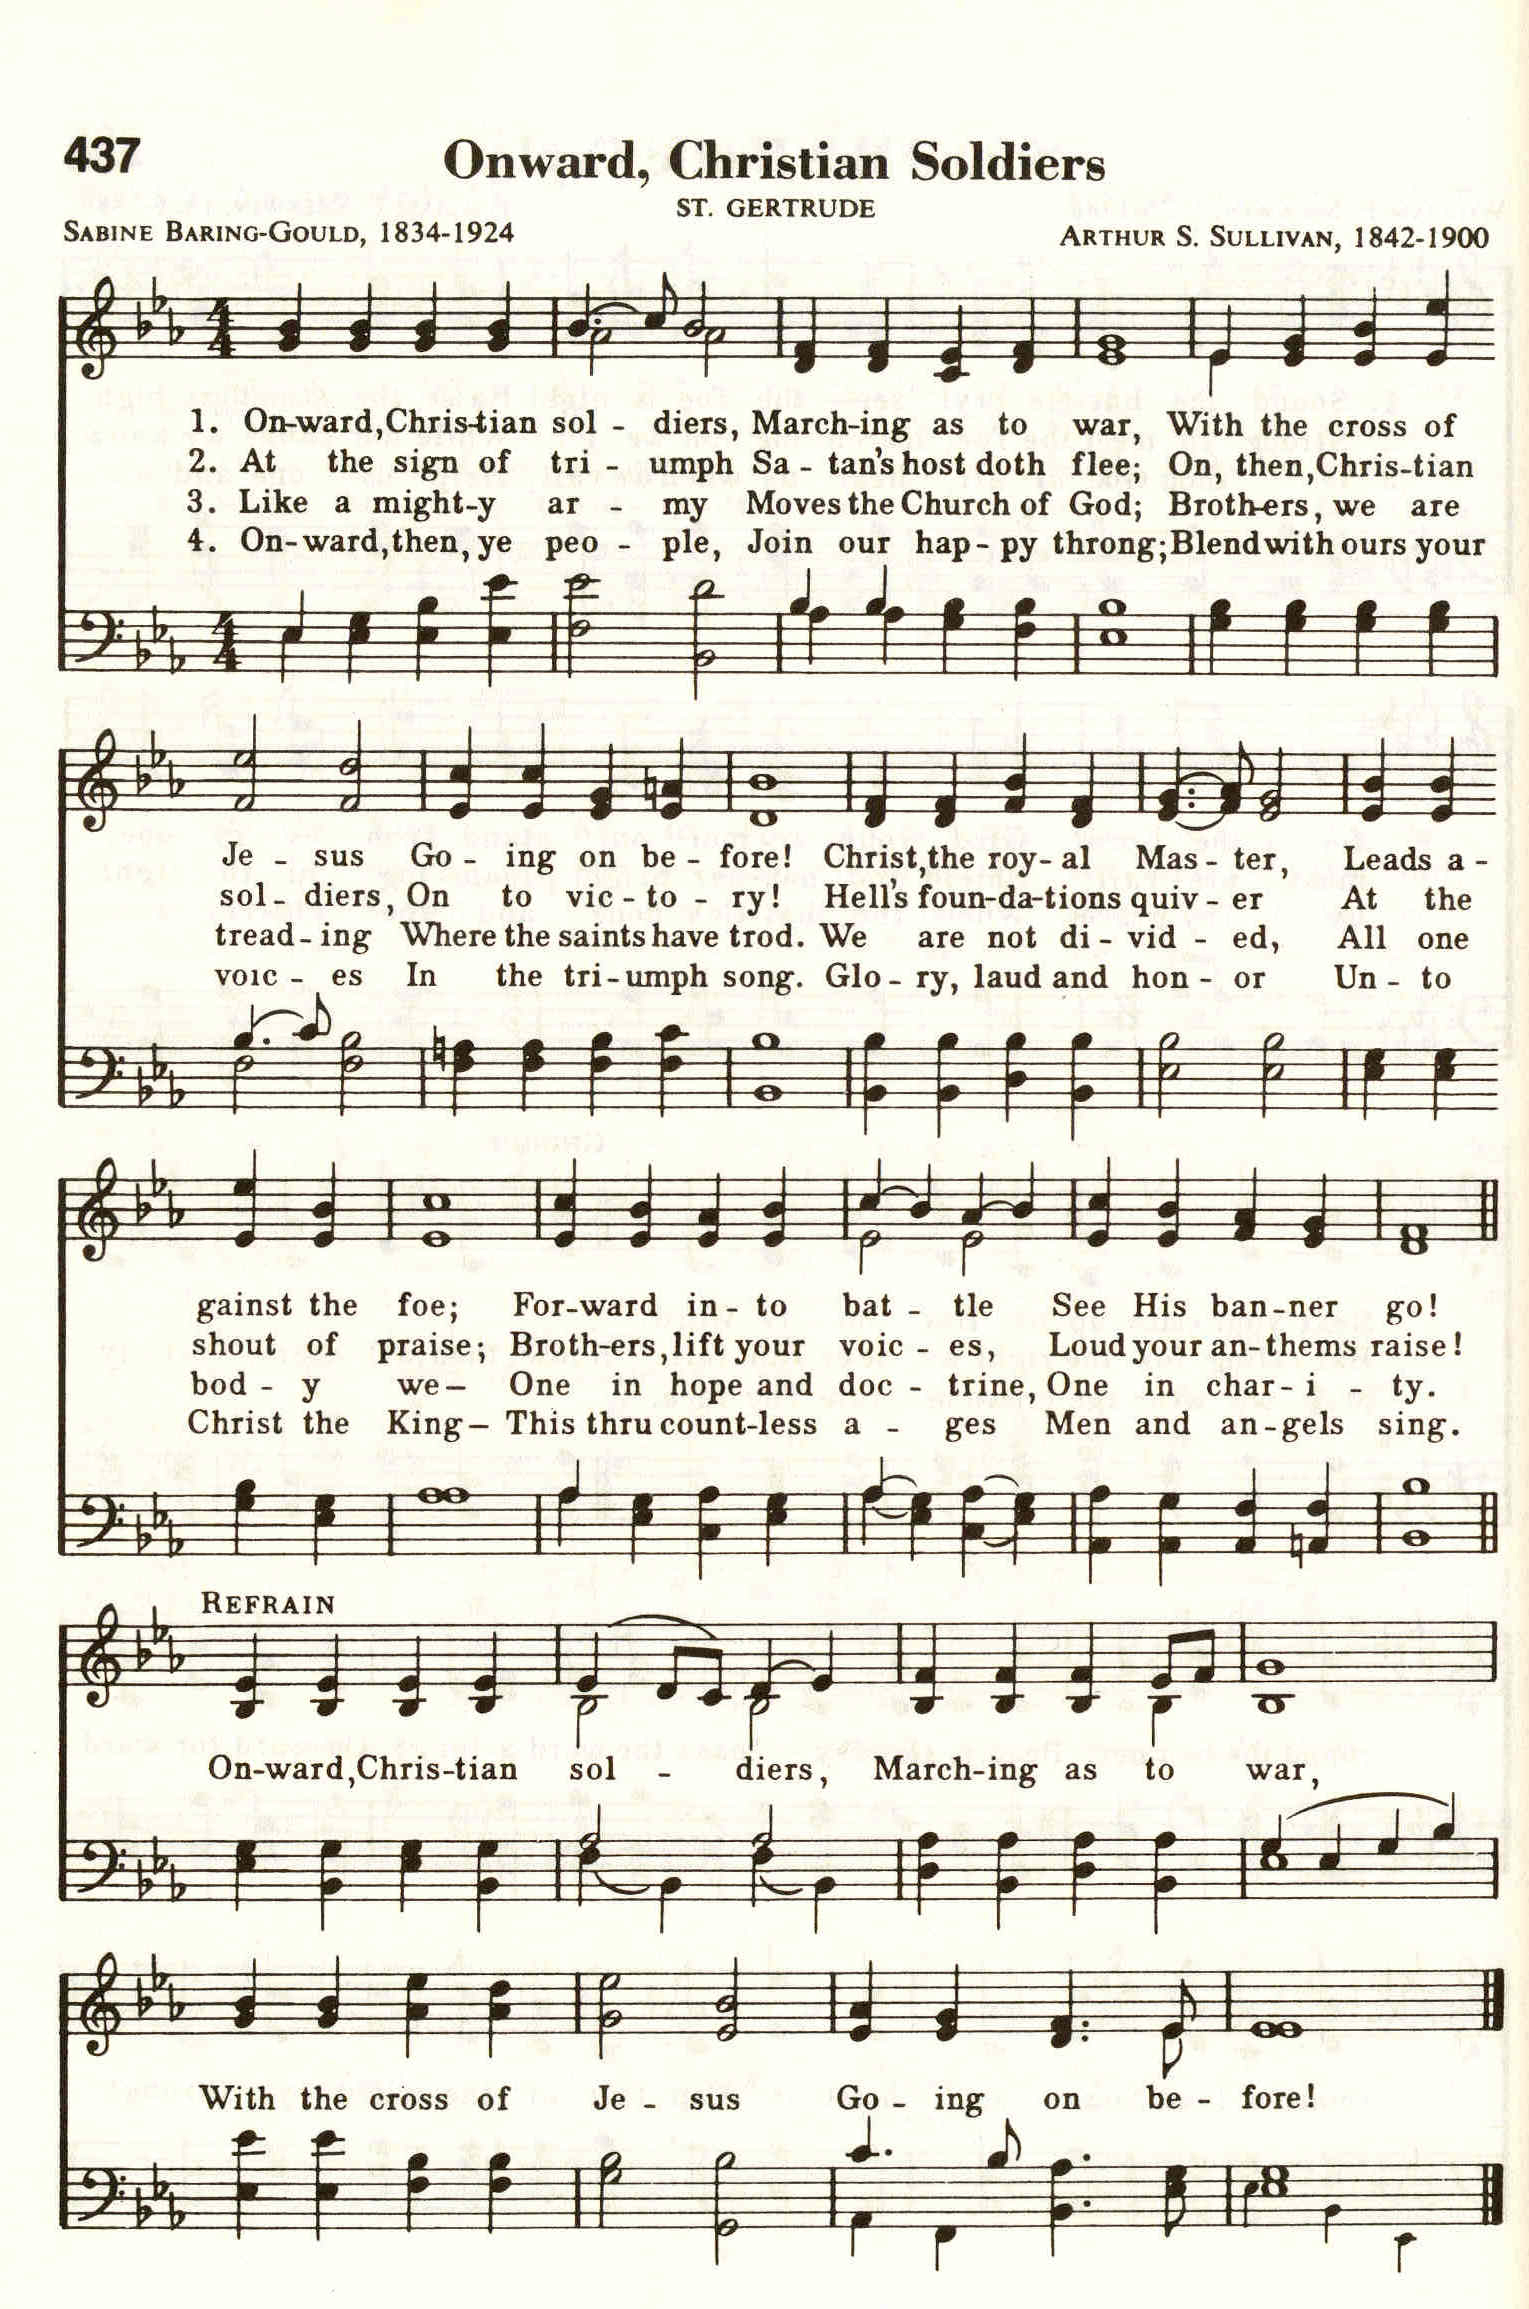 437
Onward, Christian Soldiers
ST. GERTRUDE
SABINE BARING-GOULD, 1834-1924
ARTHUR S. SULLIVAN, 1842-1900
1. On-ward, Chris-tian sol - diers, March-ing as to war, With the cross of
2. At the sign of tri - umph Sa - tan's host doth flee; On, then, Chris-tian
3. Like a might-y ar - my Moves the Church of God; Broth-ers, we are
4. On-ward, then, ye peo - ple, Join our hap - py throng; Blend with ours your
Je - sus Go - ing on be - fore! Christ, the roy - al Mas - ter, Leads a -
sol - diers, On to vic - to - ry! Hell's foun-da-tions quiv - er At the
tread - ing Where the saints have trod. We are not di - vid - ed, All one
voic - es In the tri - umph song. Glo - ry, laud and hon - or Un - to
gainst the foe; For-ward in - to bat - tle See His ban - ner go!
shout of praise; Broth-ers, lift your voic - es, Loud your an-thems raise!
bod - y we— One in hope and doc - trine, One in char - i - ty.
Christ the King— This thru count-less a - ges Men and an - gels sing.
REFRAIN
On-ward, Chris-tian sol - diers, March-ing as to war,
With the cross of Je - sus Go - ing on be - fore!